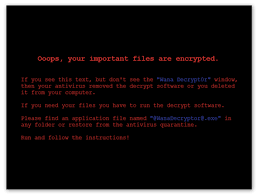 Ooops, your important files are encrypted.
If you see this text, but don't see the "Wana Decrypt0r" window,
then your antivirus removed the decrypt software or you deleted
it from your computer.
If you need your files you have to run the decrypt software.
Please find an application file named "@WanaDecryptor@.exe" in
any folder or restore from the antivirus quarantine.
Run and follow the instructions!